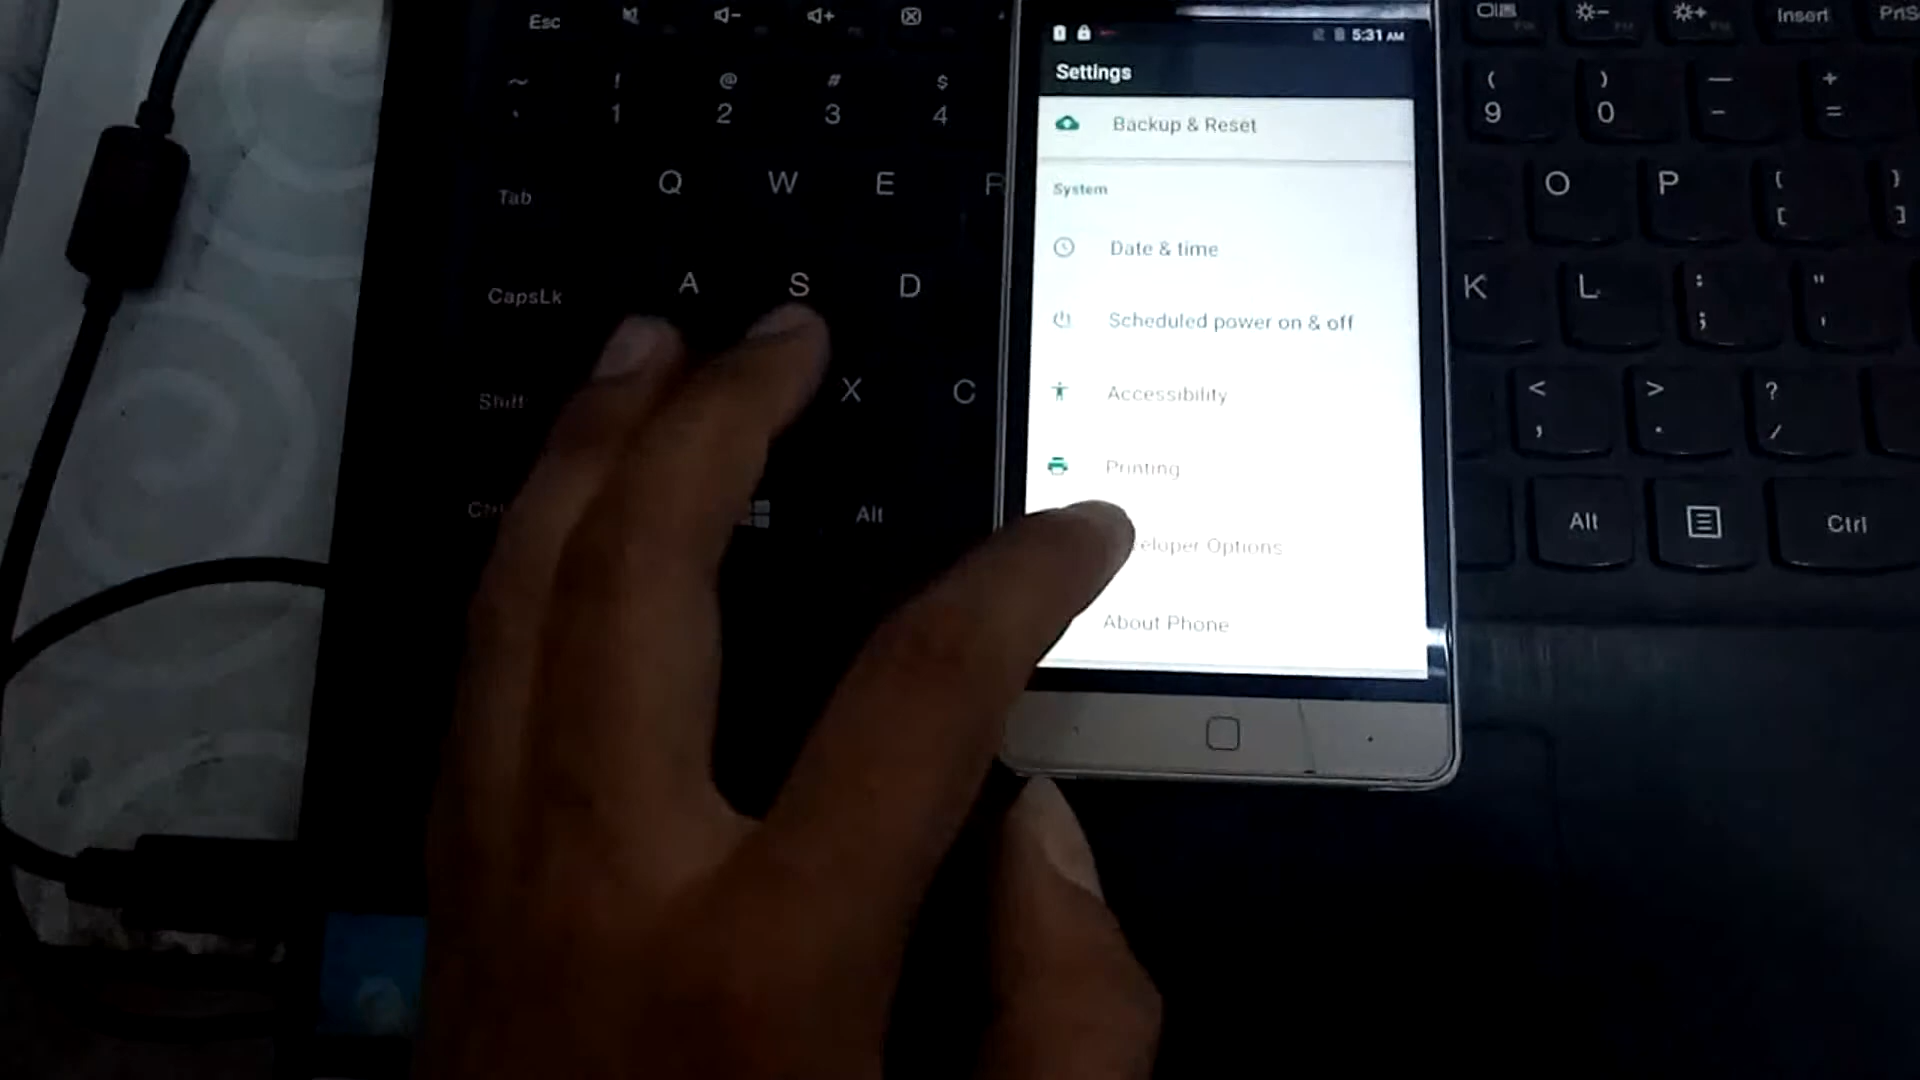 Esc
Insert
5:31 AM
Settings
~ ! @ # $
` 1 2 3 4
( ) — +
9 0 - =
Backup & Reset
System
Tab Q W E R
O P { }
[ ]
Date & time
CapsLk A S D
K L : "
; '
Scheduled power on & off
Shift X C
< > ?
, . /
Accessibility
Printing
Alt
Alt Ctrl
eloper Options
About Phone